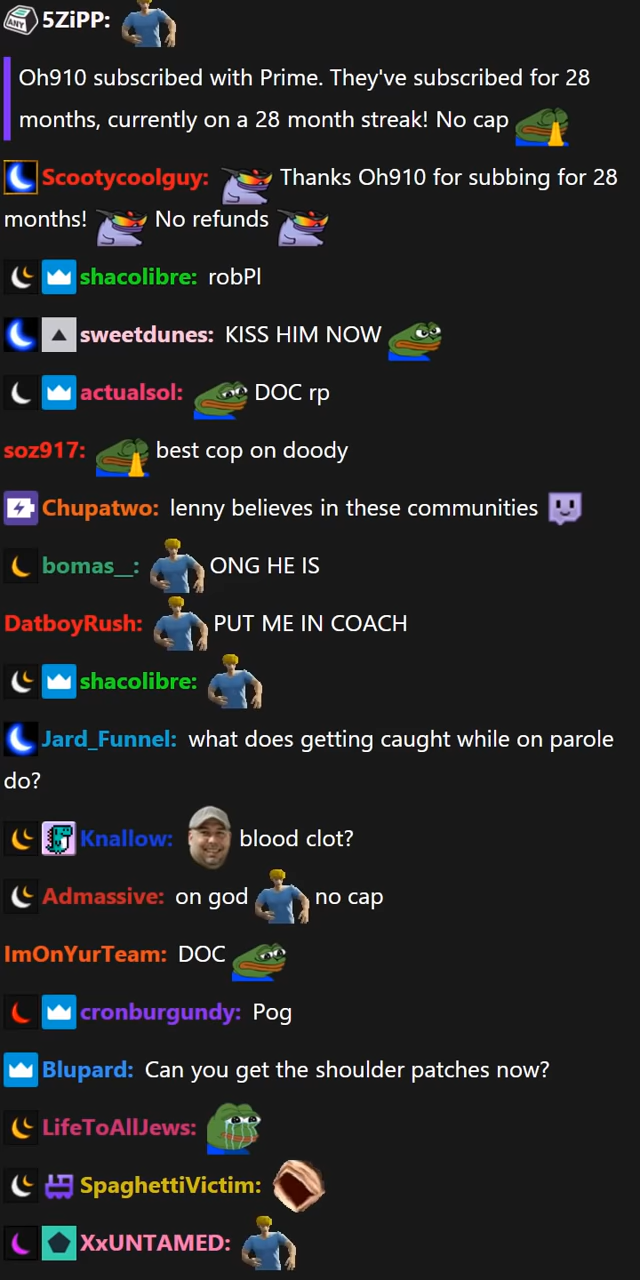 5ZiPP:
Oh910 subscribed with Prime. They've subscribed for 28
months, currently on a 28 month streak! No cap
Scootycoolguy: Thanks Oh910 for subbing for 28
months! No refunds
shacolibre: robPl
sweetdunes: KISS HIM NOW
actualsol: DOC rp
soz917: best cop on doody
Chupatwo: lenny believes in these communities
bomas__: ONG HE IS
DatboyRush: PUT ME IN COACH
shacolibre:
Jard_Funnel: what does getting caught while on parole
do?
Knallow: blood clot?
Admassive: on god no cap
ImOnYurTeam: DOC
cronburgundy: Pog
Blupard: Can you get the shoulder patches now?
LifeToAllJews:
SpaghettiVictim:
XxUNTAMED: